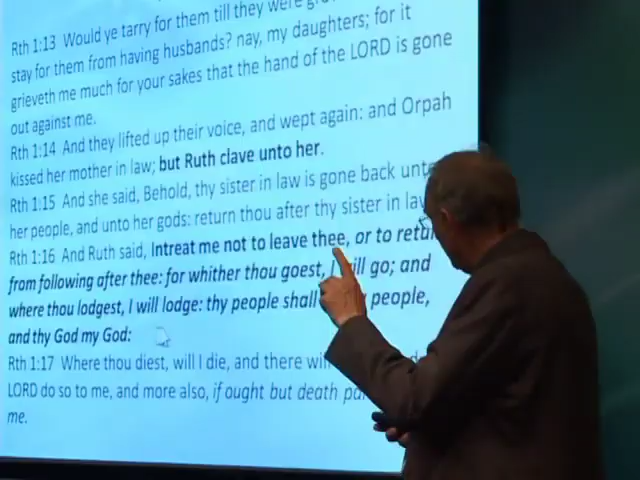 Rth 1:13 Would ye tarry for them till they were
stay for them from having husbands? nay, my daughters; for it
grieveth me much for your sakes that the hand of the LORD is gone
out against me.
Rth 1:14 And they lifted up their voice, and wept again: and Orpah
kissed her mother in law; but Ruth clave unto her.
Rth 1:15 And she said, Behold, thy sister in law is gone back unto
her people, and unto her gods: return thou after thy sister in law
Rth 1:16 And Ruth said, Intreat me not to leave thee, or to retu
from following after thee: for whither thou goest, I will go; and
where thou lodgest, I will lodge: thy people shall people,
and thy God my God:
Rth 1:17 Where thou diest, will I die, and there wil
LORD do so to me, and more also, if ought but death pa
me.